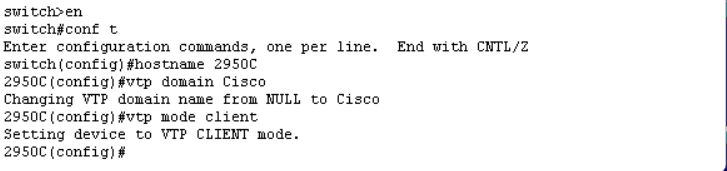 switch>en
switch#conf t
Enter configuration commands, one per line.  End with CNTL/Z
switch(config)#hostname 2950C
2950C(config)#vtp domain Cisco
Changing VTP domain name from NULL to Cisco
2950C(config)#vtp mode client
Setting device to VTP CLIENT mode.
2950C(config)#